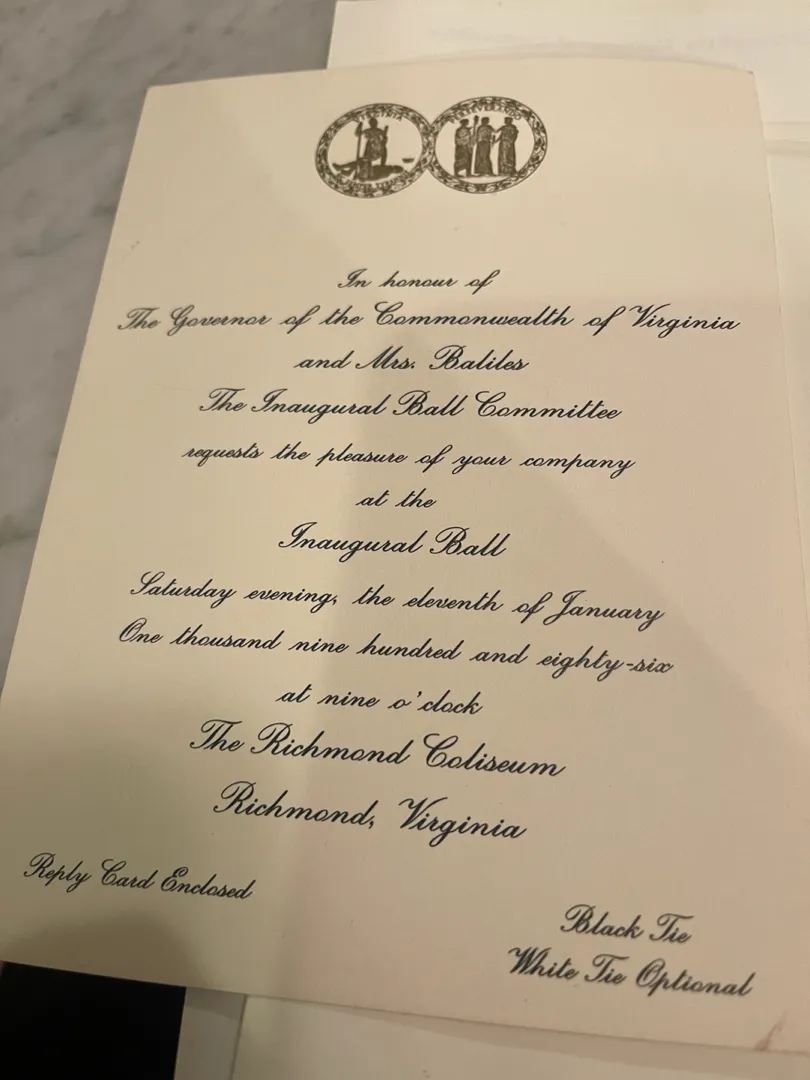 VIRGINIA
PERSEVERANDO
In honour of
The Governor of the Commonwealth of Virginia
and Mrs. Baliles
The Inaugural Ball Committee
requests the pleasure of your company
at the
Inaugural Ball
Saturday evening, the eleventh of January
One thousand nine hundred and eighty-six
at nine o'clock
The Richmond Coliseum
Richmond, Virginia
Reply Card Enclosed
Black Tie
White Tie Optional